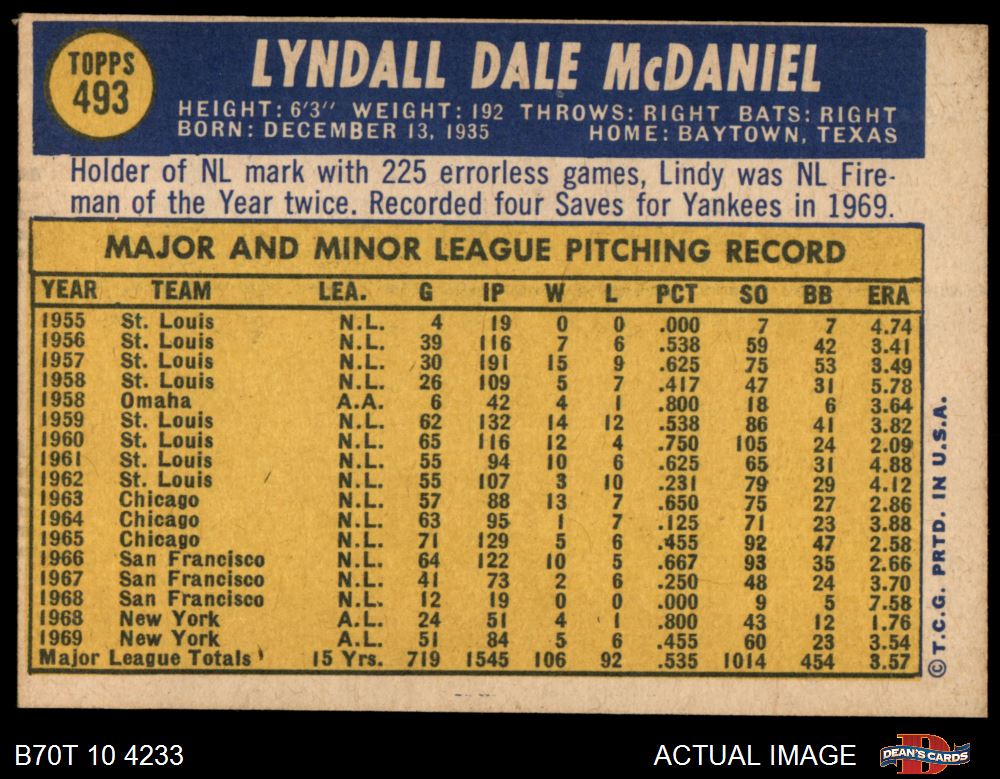 TOPPS
493
LYNDALL DALE McDANIEL
HEIGHT: 6'3" WEIGHT: 192 THROWS: RIGHT BATS: RIGHT
BORN: DECEMBER 13, 1935 HOME: BAYTOWN, TEXAS
Holder of NL mark with 225 errorless games, Lindy was NL Fire-
man of the Year twice. Recorded four Saves for Yankees in 1969.
MAJOR AND MINOR LEAGUE PITCHING RECORD
YEAR TEAM LEA. G IP W L PCT SO BB ERA
1955 St. Louis N.L. 4 19 0 0 .000 7 7 4.74
1956 St. Louis N.L. 39 116 7 6 .538 59 42 3.41
1957 St. Louis N.L. 30 191 15 9 .625 75 53 3.49
1958 St. Louis N.L. 26 109 5 7 .417 47 31 5.78
1958 Omaha A.A. 6 42 4 1 .800 18 6 3.64
1959 St. Louis N.L. 62 132 14 12 .538 86 41 3.82
1960 St. Louis N.L. 65 116 12 4 .750 105 24 2.09
1961 St. Louis N.L. 55 94 10 6 .625 65 31 4.88
1962 St. Louis N.L. 55 107 3 10 .231 79 29 4.12
1963 Chicago N.L. 57 88 13 7 .650 75 27 2.86
1964 Chicago N.L. 63 95 1 7 .125 71 23 3.88
1965 Chicago N.L. 71 129 5 6 .455 92 47 2.58
1966 San Francisco N.L. 64 122 10 5 .667 93 35 2.66
1967 San Francisco N.L. 41 73 2 6 .250 48 24 3.70
1968 San Francisco N.L. 12 19 0 0 .000 9 5 7.58
1968 New York A.L. 24 51 4 1 .800 43 12 1.76
1969 New York A.L. 51 84 5 6 .455 60 23 3.54
Major League Totals 15 Yrs. 719 1545 106 92 .535 1014 454 3.57
©T.C.G. PRTD. IN U.S.A.
B70T 10 4233 ACTUAL IMAGE
DEAN'S CARDS